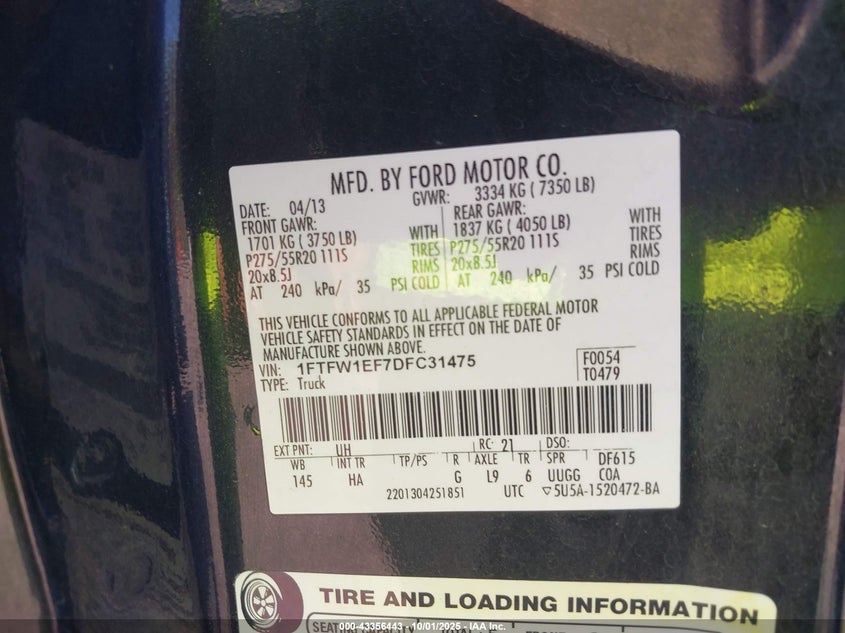 MFD. BY FORD MOTOR CO.
DATE: 04/13 GVWR: 3334 KG ( 7350 LB)
FRONT GAWR: REAR GAWR:
1701 KG ( 3750 LB) WITH 1837 KG ( 4050 LB) WITH
P275/55R20 111S TIRES P275/55R20 111S TIRES
20x8.5J RIMS 20x8.5J RIMS
AT 240 kPa/ 35 PSI COLD AT 240 kPa/ 35 PSI COLD
THIS VEHICLE CONFORMS TO ALL APPLICABLE FEDERAL MOTOR
VEHICLE SAFETY STANDARDS IN EFFECT ON THE DATE OF
MANUFACTURE SHOWN ABOVE.
VIN: 1FTFW1EF7DFC31475 F0054
TYPE: Truck T0479
EXT PNT: UH RC: 21 DSO:
WB INT TR TP/PS R AXLE TR SPR DF615
145 HA G L9 6 UUGG COA
2201304251851 UTC ▽5U5A-1520472-BA
TIRE AND LOADING INFORMATION
000-43356443 - 10/01/2025 - IAA Inc.